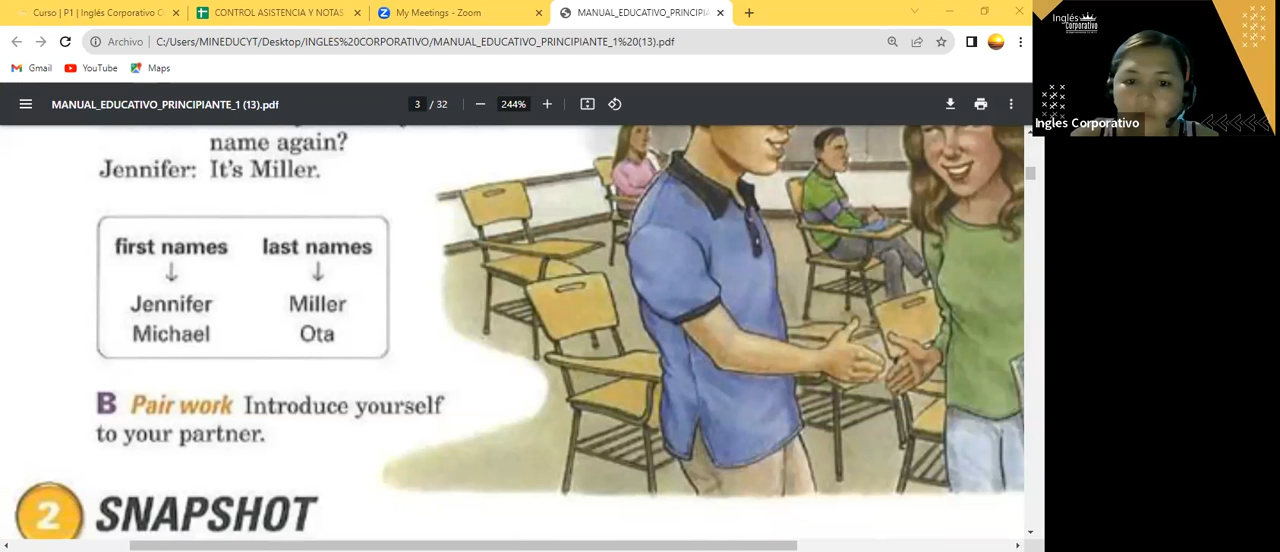 Curso | P1 | Inglés Corporativo C
CONTROL ASISTENCIA Y NOTAS
My Meetings - Zoom
MANUAL_EDUCATIVO_PRINCIPIA
Archivo
C:/Users/MINEDUCYT/Desktop/INGLES%20CORPORATIVO/MANUAL_EDUCATIVO_PRINCIPIANTE_1%20(13).pdf
Gmail
YouTube
Maps
MANUAL_EDUCATIVO_PRINCIPIANTE_1 (13).pdf
3 / 32
244%
Inglés
Corporativo
Ingles Corporativo
name again?
Jennifer: It's Miller.
first names last names
Jennifer Miller
Michael Ota
B Pair work Introduce yourself
to your partner.
2 SNAPSHOT